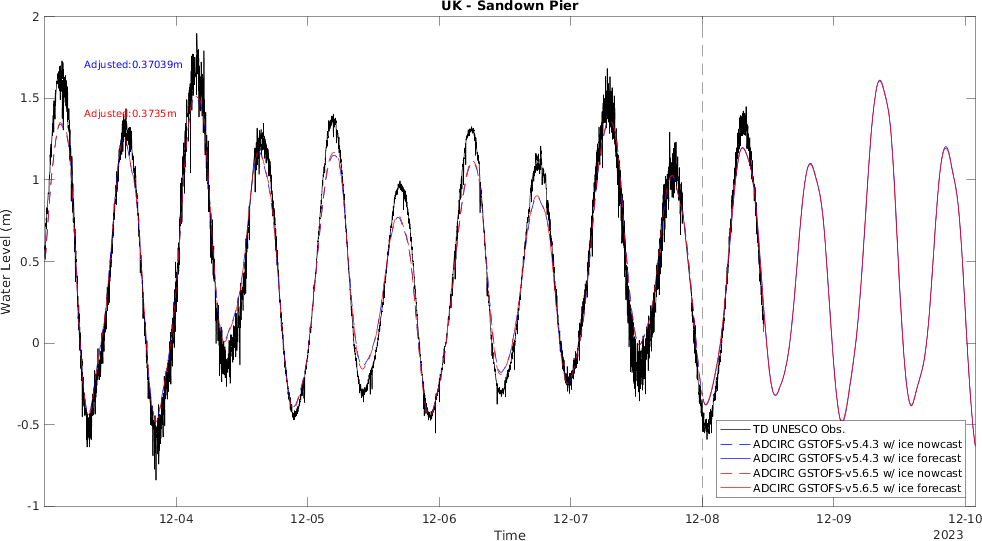 UK - Sandown Pier
Water Level (m)
2
1.5
1
0.5
0
-0.5
-1
Adjusted:0.37039m
Adjusted:0.3735m
TD UNESCO Obs.
ADCIRC GSTOFS-v5.4.3 w/ ice nowcast
ADCIRC GSTOFS-v5.4.3 w/ ice forecast
ADCIRC GSTOFS-v5.6.5 w/ ice nowcast
ADCIRC GSTOFS-v5.6.5 w/ ice forecast
12-04 12-05 12-06 12-07 12-08 12-09 12-10
Time
2023